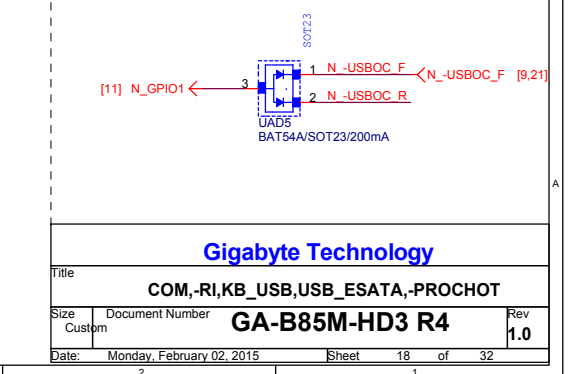 SOT23
1 N_-USBOC_F N_-USBOC_F [9,21]
[11] N_GPIO1 3
2 N_-USBOC_R
UAD5
BAT54A/SOT23/200mA
A
Gigabyte Technology
Title
COM,-RI,KB_USB,USB_ESATA,-PROCHOT
Size Document Number Rev
Custom GA-B85M-HD3 R4 1.0
Date: Monday, February 02, 2015 Sheet 18 of 32
2 1